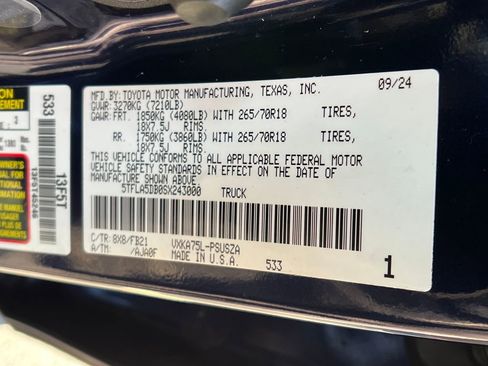 MFD.BY: TOYOTA MOTOR MANUFACTURING, TEXAS, INC. 09/24
GVWR: 3270KG (7210LB)
GAWR: FRT. 1850KG (4080LB) WITH 265/70R18 TIRES,
18X7.5J RIMS.
RR. 1750KG (3860LB) WITH 265/70R18 TIRES,
18X7.5J RIMS.
THIS VEHICLE CONFORMS TO ALL APPLICABLE FEDERAL MOTOR
VEHICLE SAFETY STANDARDS IN EFFECT ON THE DATE OF
MANUFACTURE SHOWN ABOVE
5TFLA5DB0SX243000 TRUCK
C/TR: 8X8/FB21 VXKA75L-PSUSZA
A/TM: /AJA0F MADE IN U.S.A.
533 1
533
13F5T